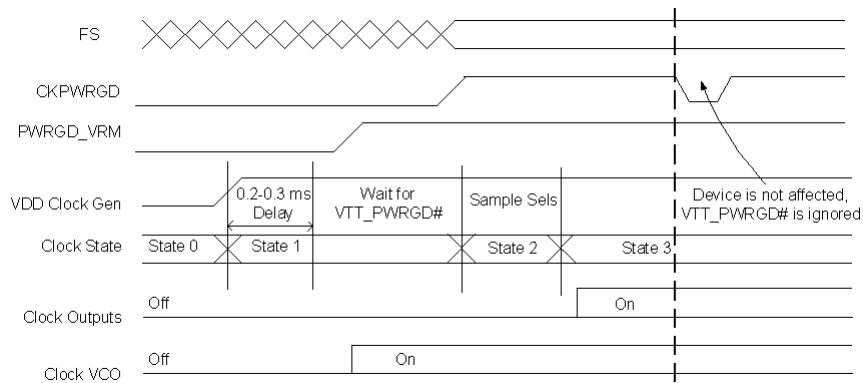 FS
CKPWRGD
PWRGD_VRM
VDD Clock Gen
0.2-0.3 ms
Delay
Wait for
VTT_PWRGD#
Sample Sels
Device is not affected,
VTT_PWRGD# is ignored
Clock State
State 0
State 1
State 2
State 3
Clock Outputs
Off
On
Clock VCO
Off
On